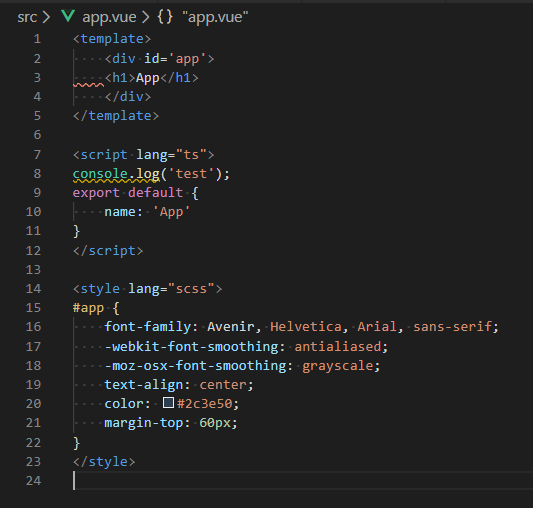 src > app.vue > {} "app.vue"
1 <template>
2     <div id='app'>
3     <h1>App</h1>
4     </div>
5 </template>
6
7 <script lang="ts">
8 console.log('test');
9 export default {
10     name: 'App'
11 }
12 </script>
13
14 <style lang="scss">
15 #app {
16     font-family: Avenir, Helvetica, Arial, sans-serif;
17     -webkit-font-smoothing: antialiased;
18     -moz-osx-font-smoothing: grayscale;
19     text-align: center;
20     color: #2c3e50;
21     margin-top: 60px;
22 }
23 </style>
24